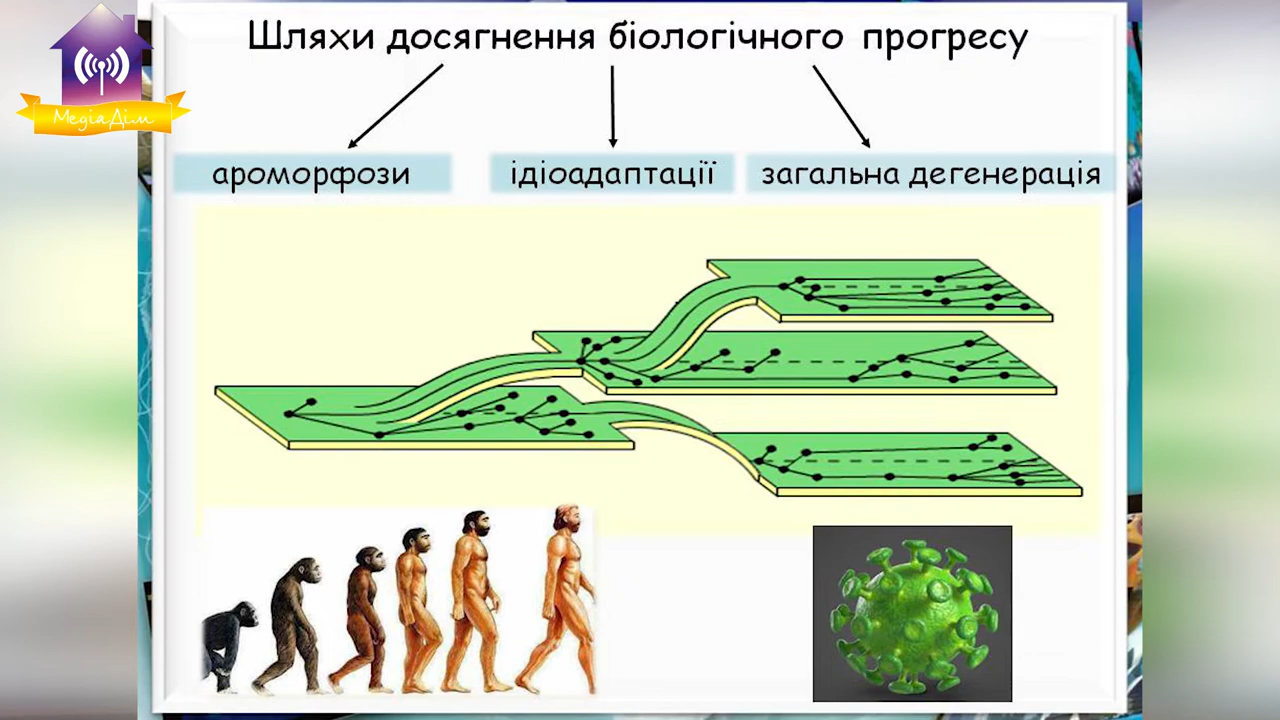 Шляхи досягнення біологічного прогресу
МедіаДім
ароморфози
ідіоадаптації
загальна дегенерація